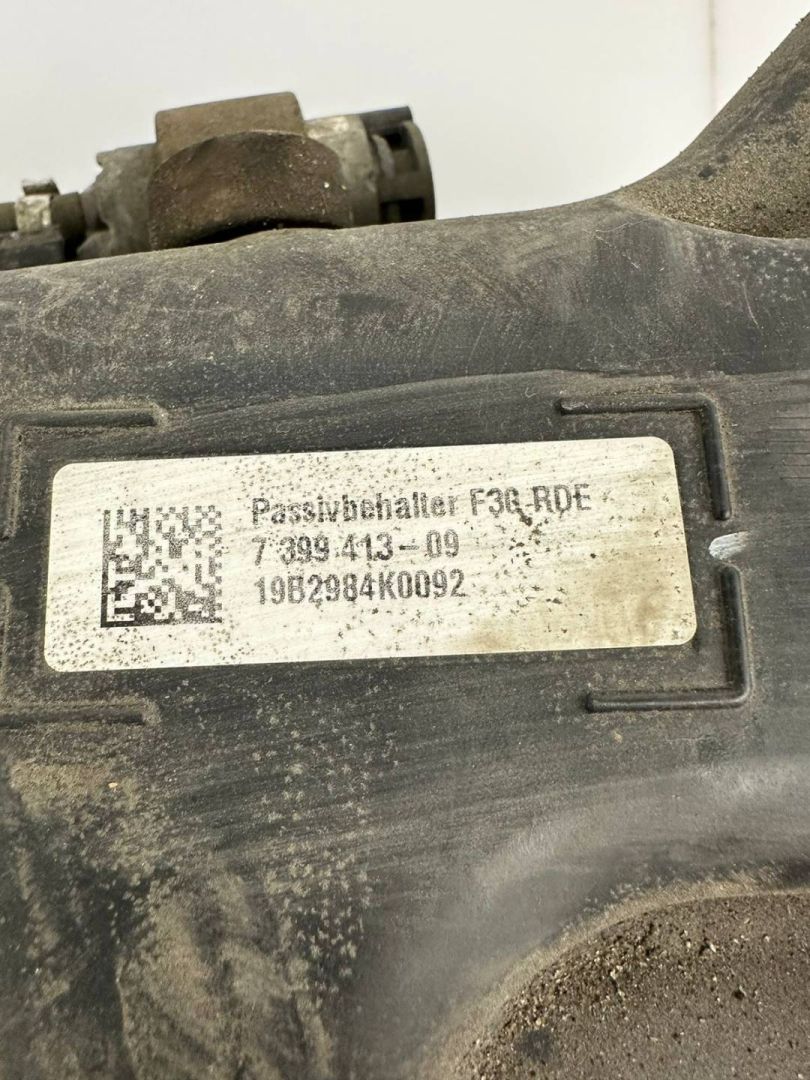 Passivbehalter F30 RDE
7 399 413-09
19B2984K0092